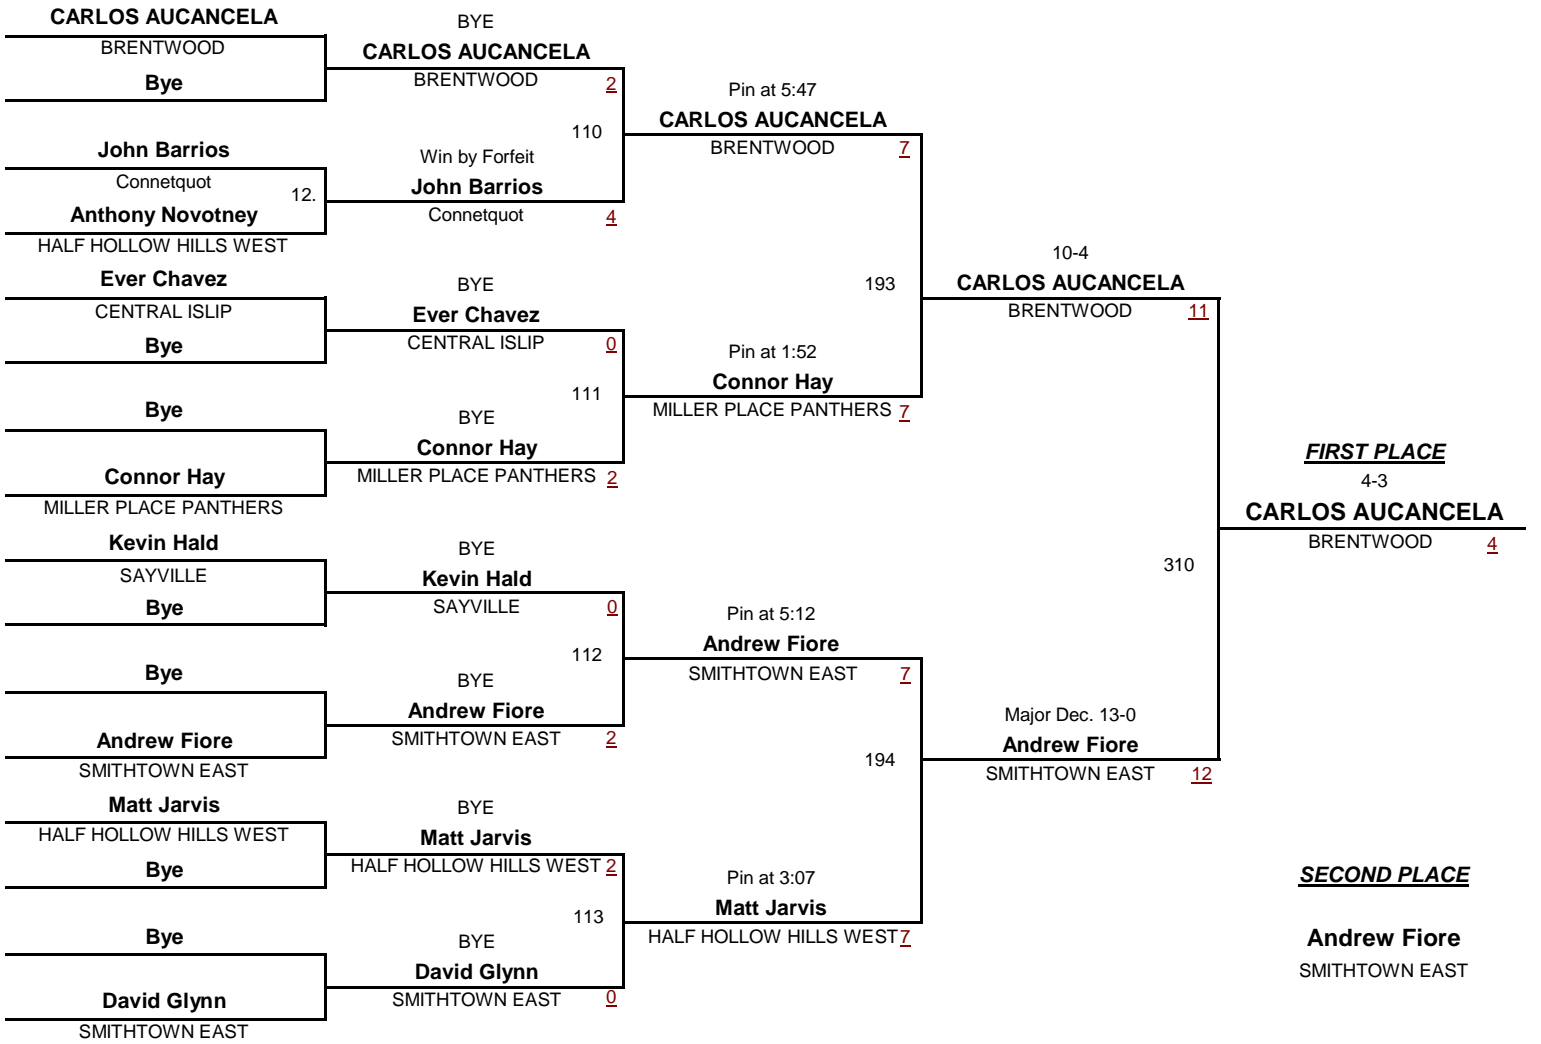 CARLOS AUCANCELA
BRENTWOOD
Bye
John Barrios
Connetquot
12.
Anthony Novotney
HALF HOLLOW HILLS WEST
Ever Chavez
CENTRAL ISLIP
Bye
Bye
Connor Hay
MILLER PLACE PANTHERS
Kevin Hald
SAYVILLE
Bye
Bye
Andrew Fiore
SMITHTOWN EAST
Matt Jarvis
HALF HOLLOW HILLS WEST
Bye
Bye
David Glynn
SMITHTOWN EAST
BYE
CARLOS AUCANCELA
BRENTWOOD 2
110
Win by Forfeit
John Barrios
Connetquot 4
BYE
Ever Chavez
CENTRAL ISLIP 0
111
BYE
Connor Hay
MILLER PLACE PANTHERS 2
BYE
Kevin Hald
SAYVILLE 0
112
BYE
Andrew Fiore
SMITHTOWN EAST 2
BYE
Matt Jarvis
HALF HOLLOW HILLS WEST 2
113
BYE
David Glynn
SMITHTOWN EAST 0
Pin at 5:47
CARLOS AUCANCELA
BRENTWOOD 7
193
Pin at 1:52
Connor Hay
MILLER PLACE PANTHERS 7
Pin at 5:12
Andrew Fiore
SMITHTOWN EAST 7
194
Pin at 3:07
Matt Jarvis
HALF HOLLOW HILLS WEST 7
10-4
CARLOS AUCANCELA
BRENTWOOD 11
310
Major Dec. 13-0
Andrew Fiore
SMITHTOWN EAST 12
FIRST PLACE
4-3
CARLOS AUCANCELA
BRENTWOOD 4
SECOND PLACE
Andrew Fiore
SMITHTOWN EAST